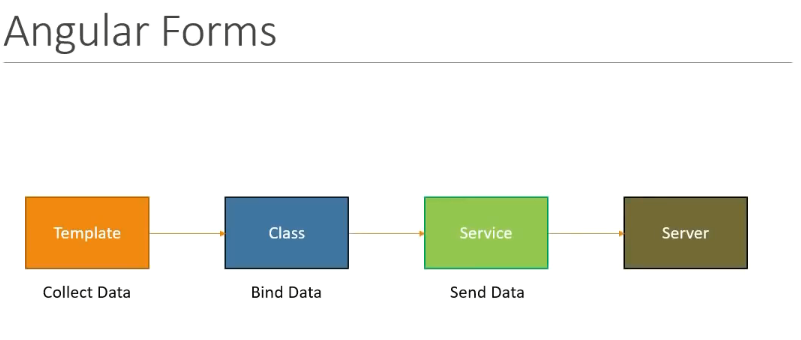 Angular Forms
Template
Class
Service
Server
Collect Data
Bind Data
Send Data